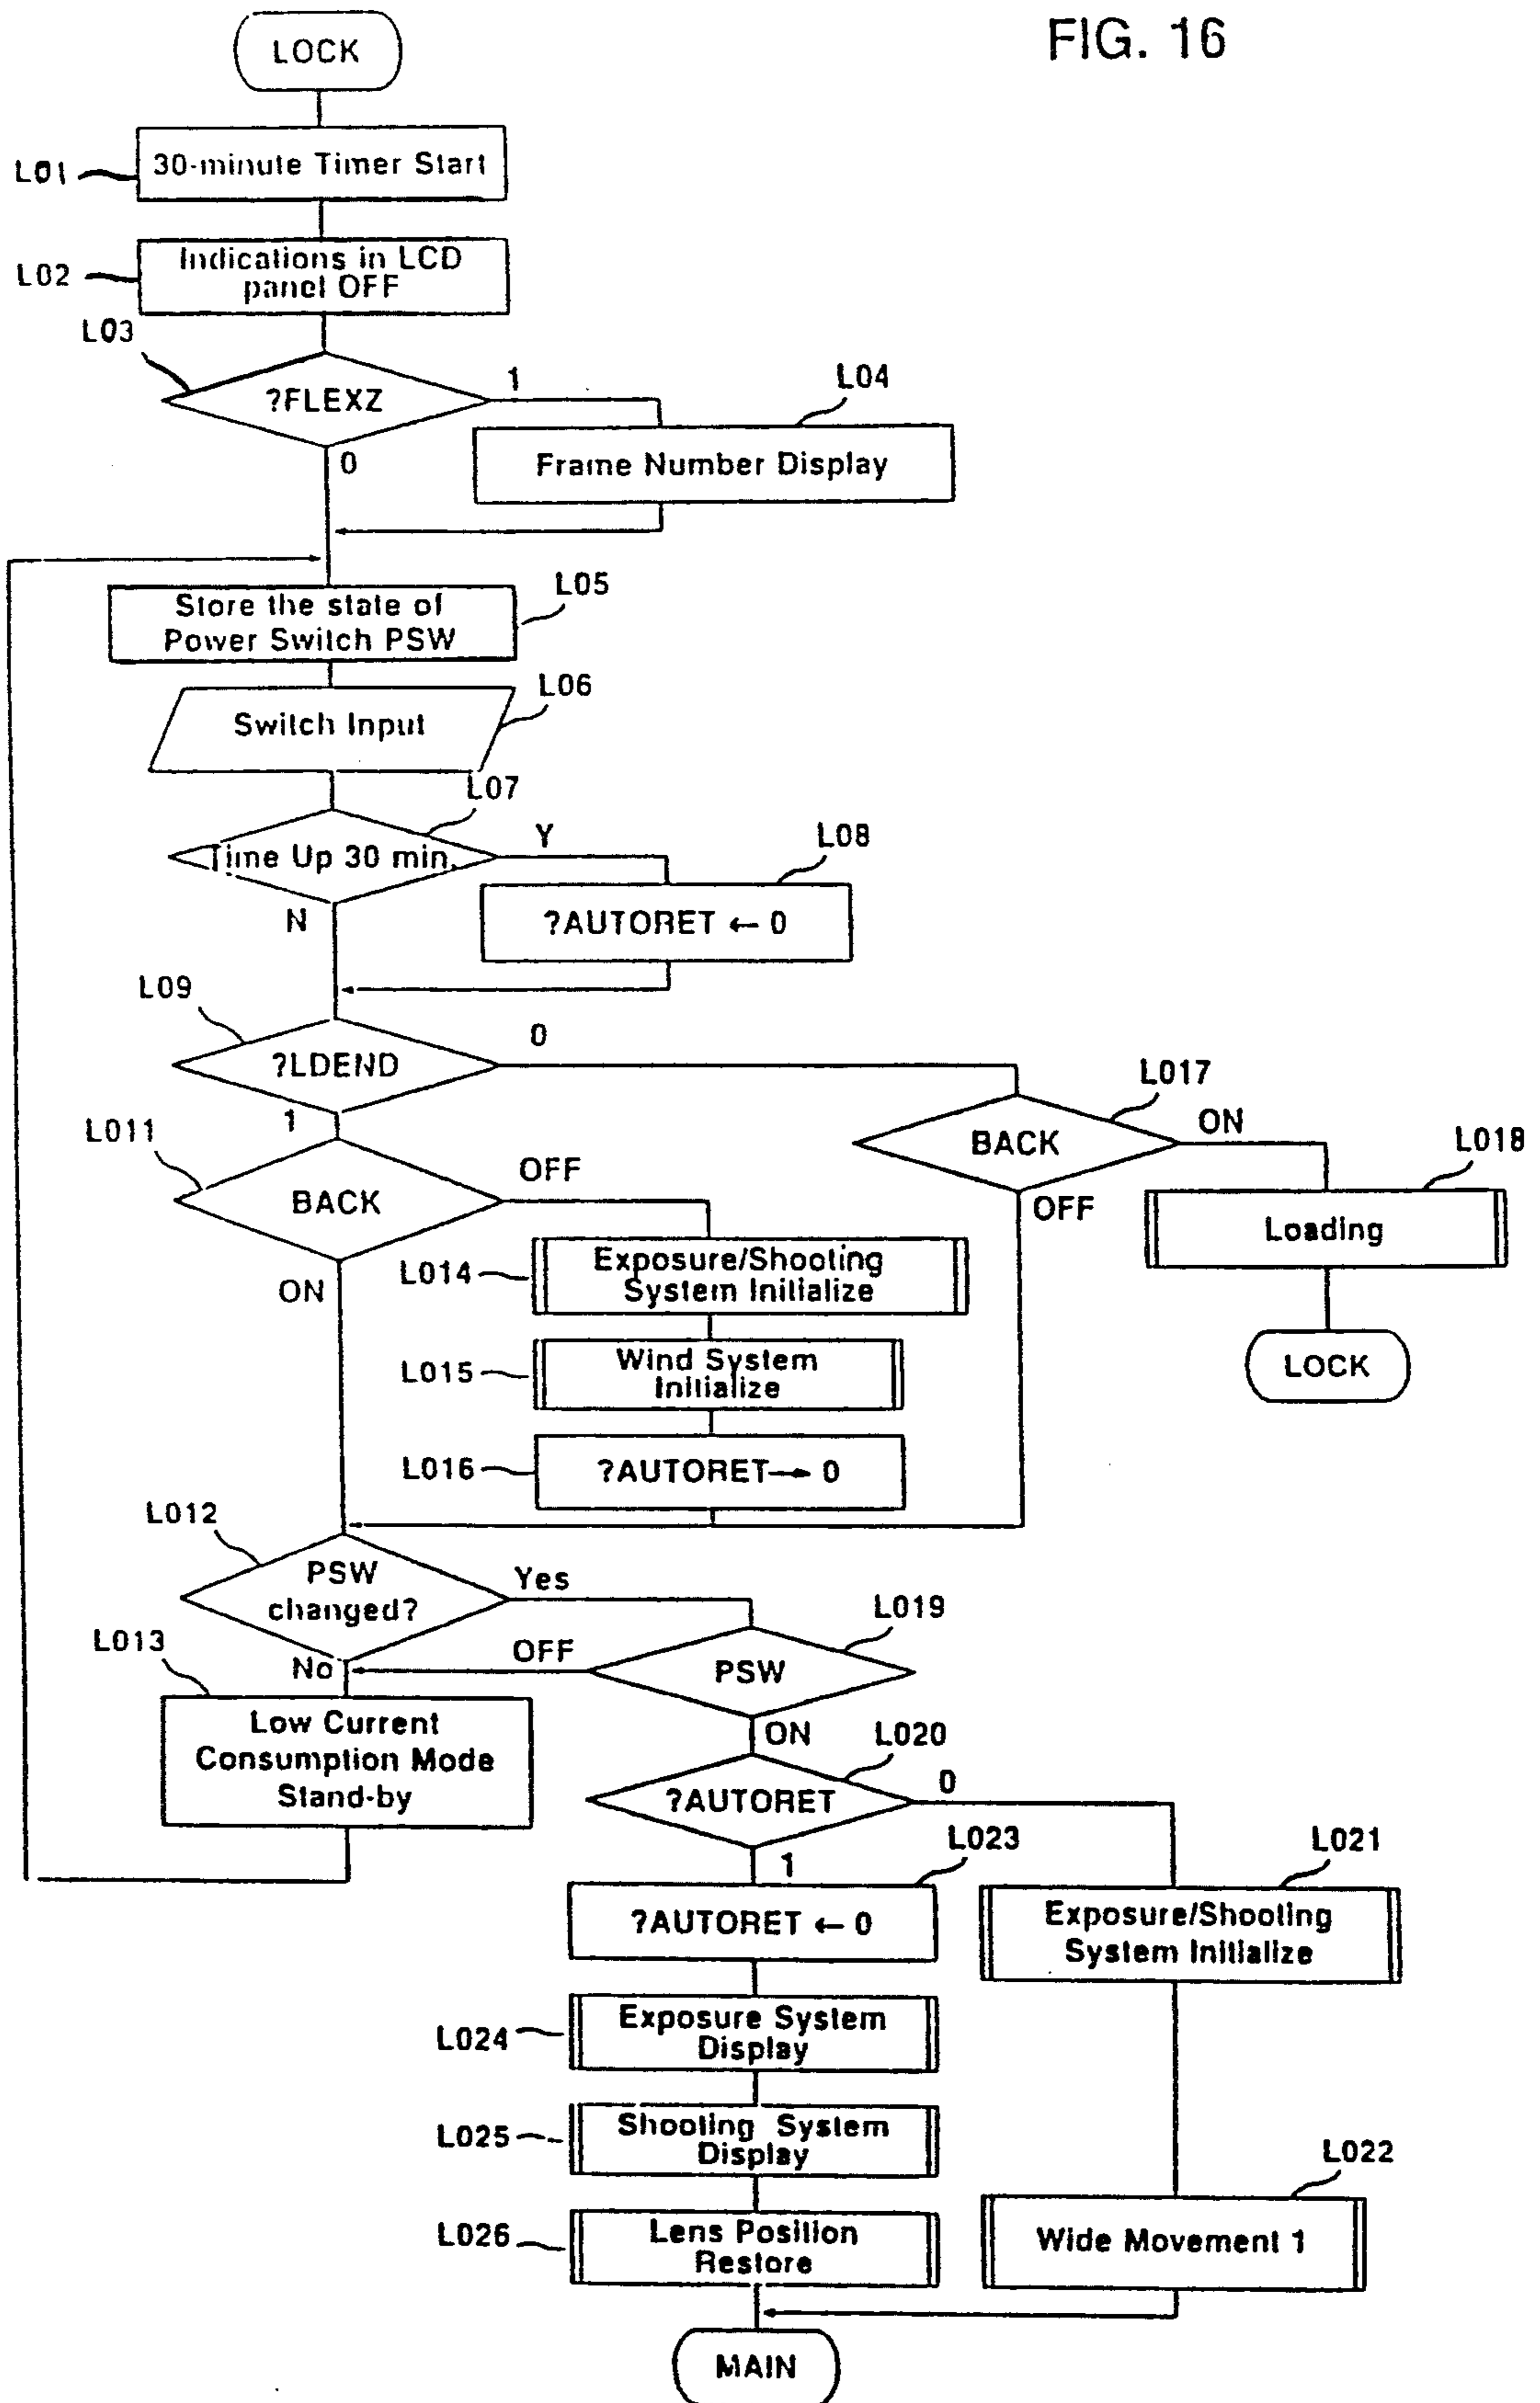 FIG. 16
LOCK
L01
30-minute Timer Start
L02
Indications in LCD
panel OFF
L03
?FLEXZ
1
0
L04
Frame Number Display
L05
Store the state of
Power Switch PSW
L06
Switch Input
L07
Time Up 30 min.
Y
N
L08
?AUTORET ← 0
L09
?LDEND
0
1
L011
BACK
OFF
ON
L017
BACK
ON
OFF
L018
Loading
LOCK
L014
Exposure/Shooting
System Initialize
L015
Wind System
Initialize
L016
?AUTORET → 0
L012
PSW
changed?
Yes
No
L019
PSW
OFF
ON
L013
Low Current
Consumption Mode
Stand-by
L020
?AUTORET
0
1
L023
?AUTORET ← 0
L021
Exposure/Shooting
System Initialize
L024
Exposure System
Display
L025
Shooting System
Display
L022
Wide Movement 1
L026
Lens Position
Restore
MAIN